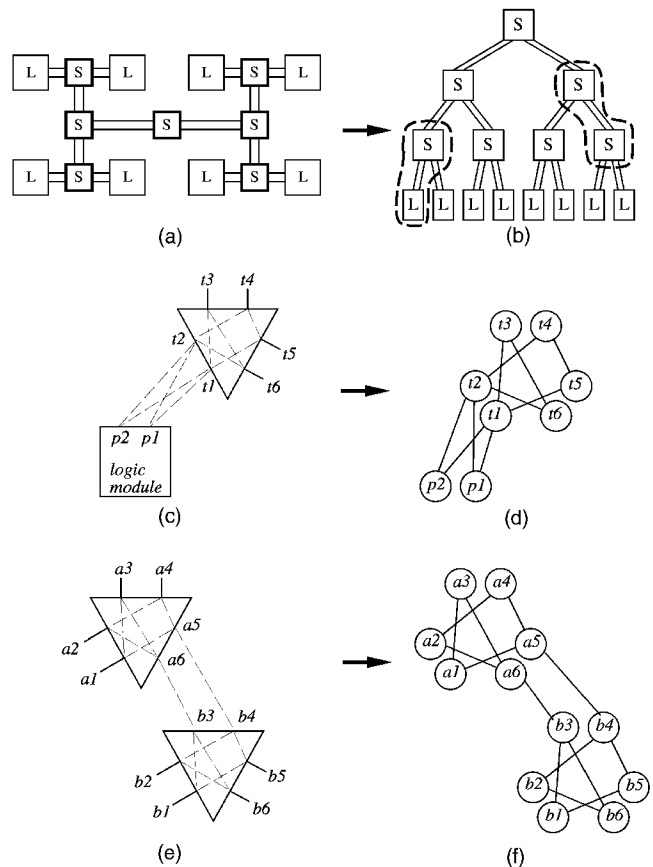 S
L S L L S L
S
S S S
S S S S
L S L L S L
L L L L L L L L
(a)
(b)
t3 t4
t2
t5
t1
t6
p2 p1
logic
module
(c)
t3 t4
t2 t5
t1 t6
p2 p1
(d)
a3 a4
a2
a5
a1
a6
b3 b4
b2
b5
b1
b6
(e)
a3 a4
a2 a5
a1 a6
b3 b4
b2 b5
b1 b6
(f)